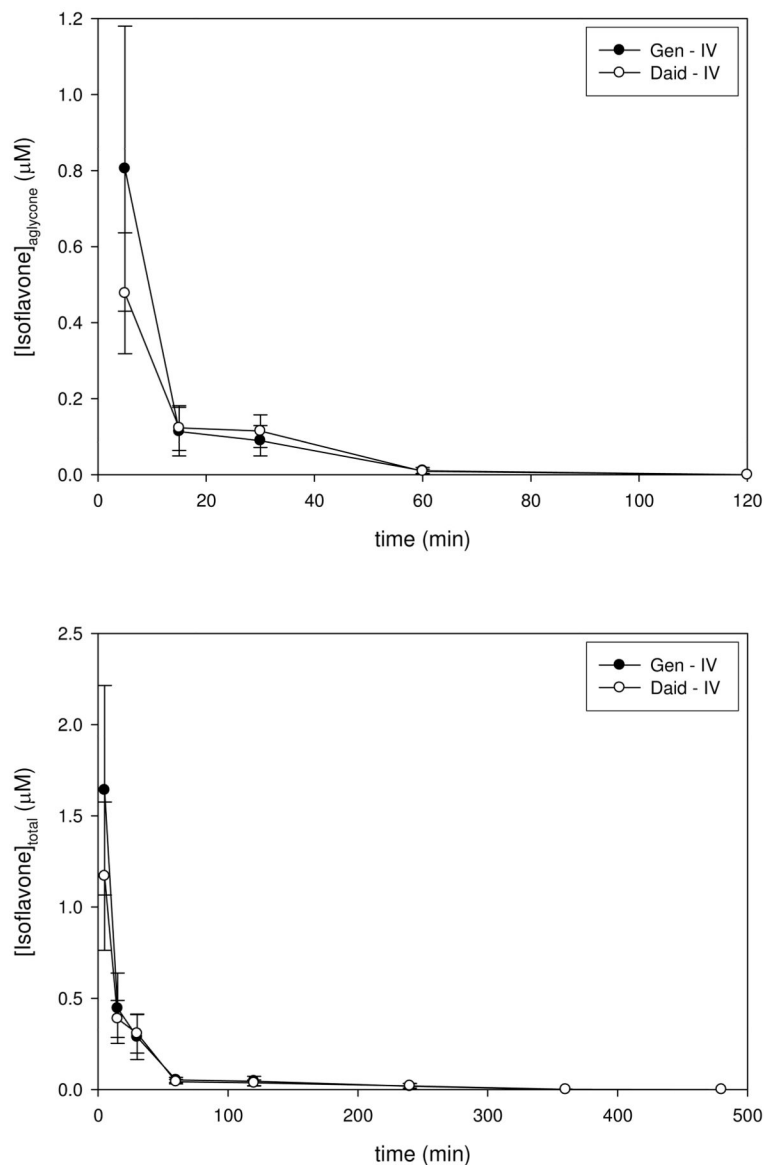 1.2
1.0
0.8
0.6
0.4
0.2
0.0
[Isoflavone]aglycone (μM)
Gen - IV
Daid - IV
0 20 40 60 80 100 120
time (min)
2.5
2.0
1.5
1.0
0.5
0.0
[Isoflavone]total (μM)
Gen - IV
Daid - IV
0 100 200 300 400 500
time (min)